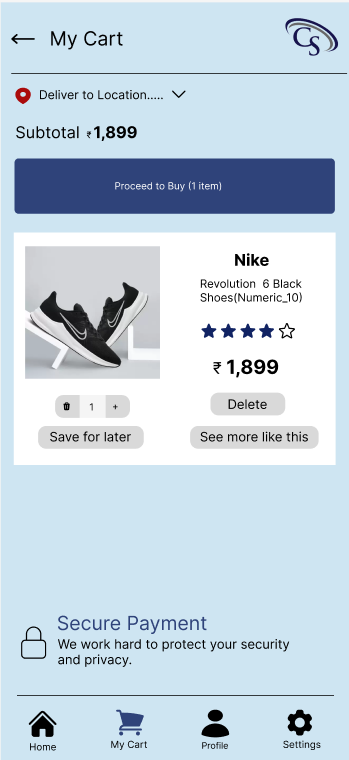 My Cart
CS
Deliver to Location.....
Subtotal ₹1,899
Proceed to Buy (1 item)
Nike
Revolution  6 Black
Shoes(Numeric_10)
₹ 1,899
1 +
Delete
Save for later
See more like this
Secure Payment
We work hard to protect your security
and privacy.
Home
My Cart
Profile
Settings